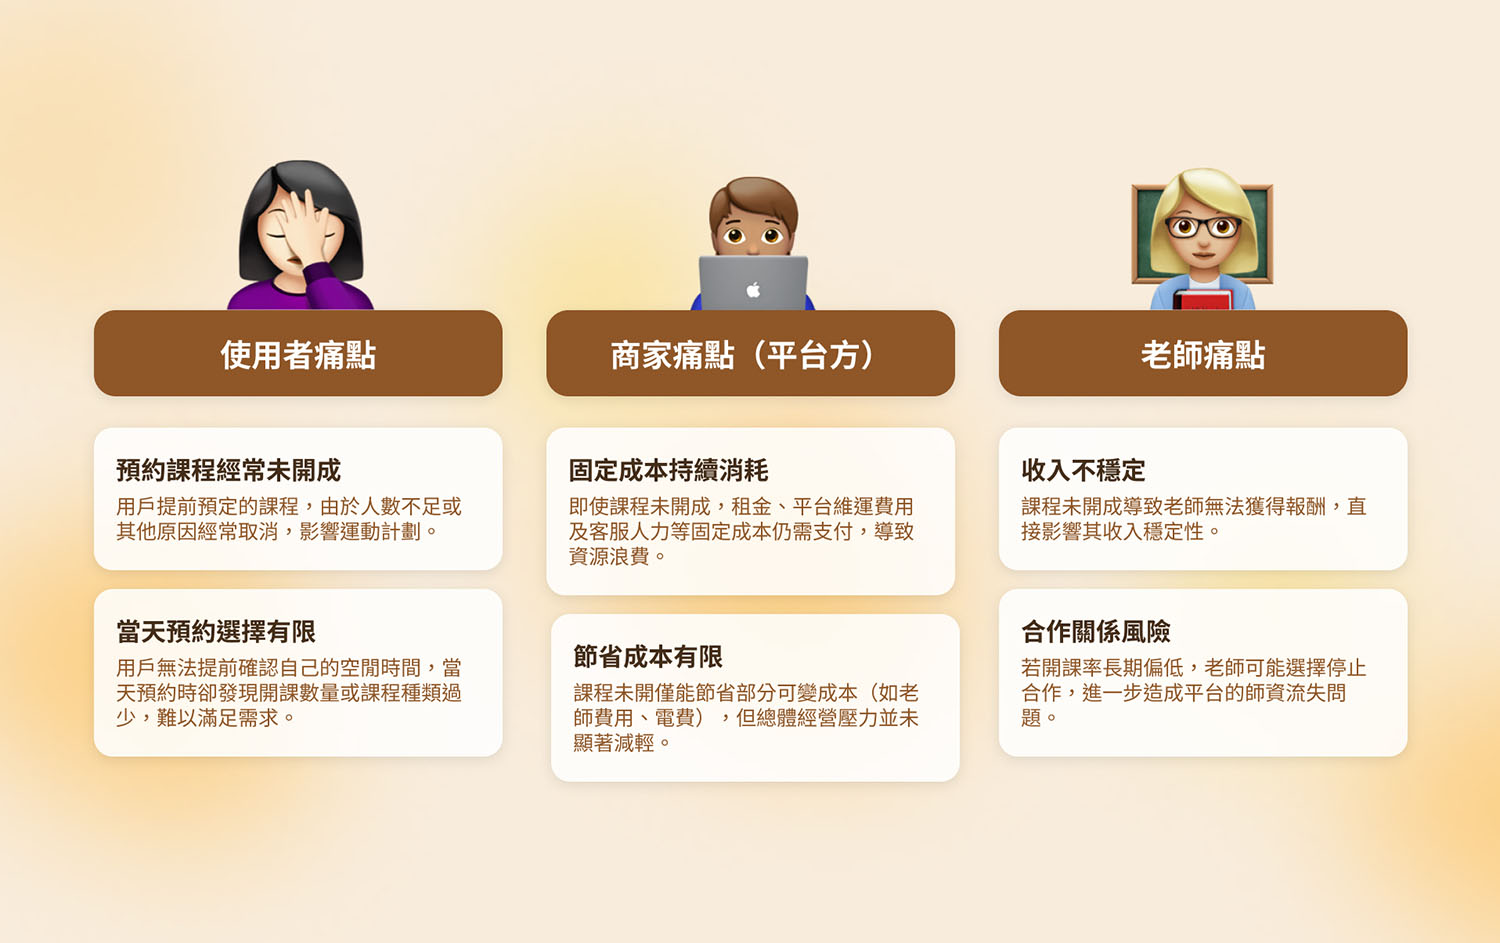 使用者痛點
預約課程經常未開成
用戶提前預定的課程，由於人數不足或
其他原因經常取消，影響運動計劃。
當天預約選擇有限
用戶無法提前確認自己的空閒時間，當
天預約時卻發現開課數量或課程種類過
少，難以滿足需求。
商家痛點（平台方）
固定成本持續消耗
即使課程未開成，租金、平台維運費用
及客服人力等固定成本仍需支付，導致
資源浪費。
節省成本有限
課程未開僅能節省部分可變成本（如老
師費用、電費），但總體經營壓力並未
顯著減輕。
老師痛點
收入不穩定
課程未開成導致老師無法獲得報酬，直
接影響其收入穩定性。
合作關係風險
若開課率長期偏低，老師可能選擇停止
合作，進一步造成平台的師資流失問
題。